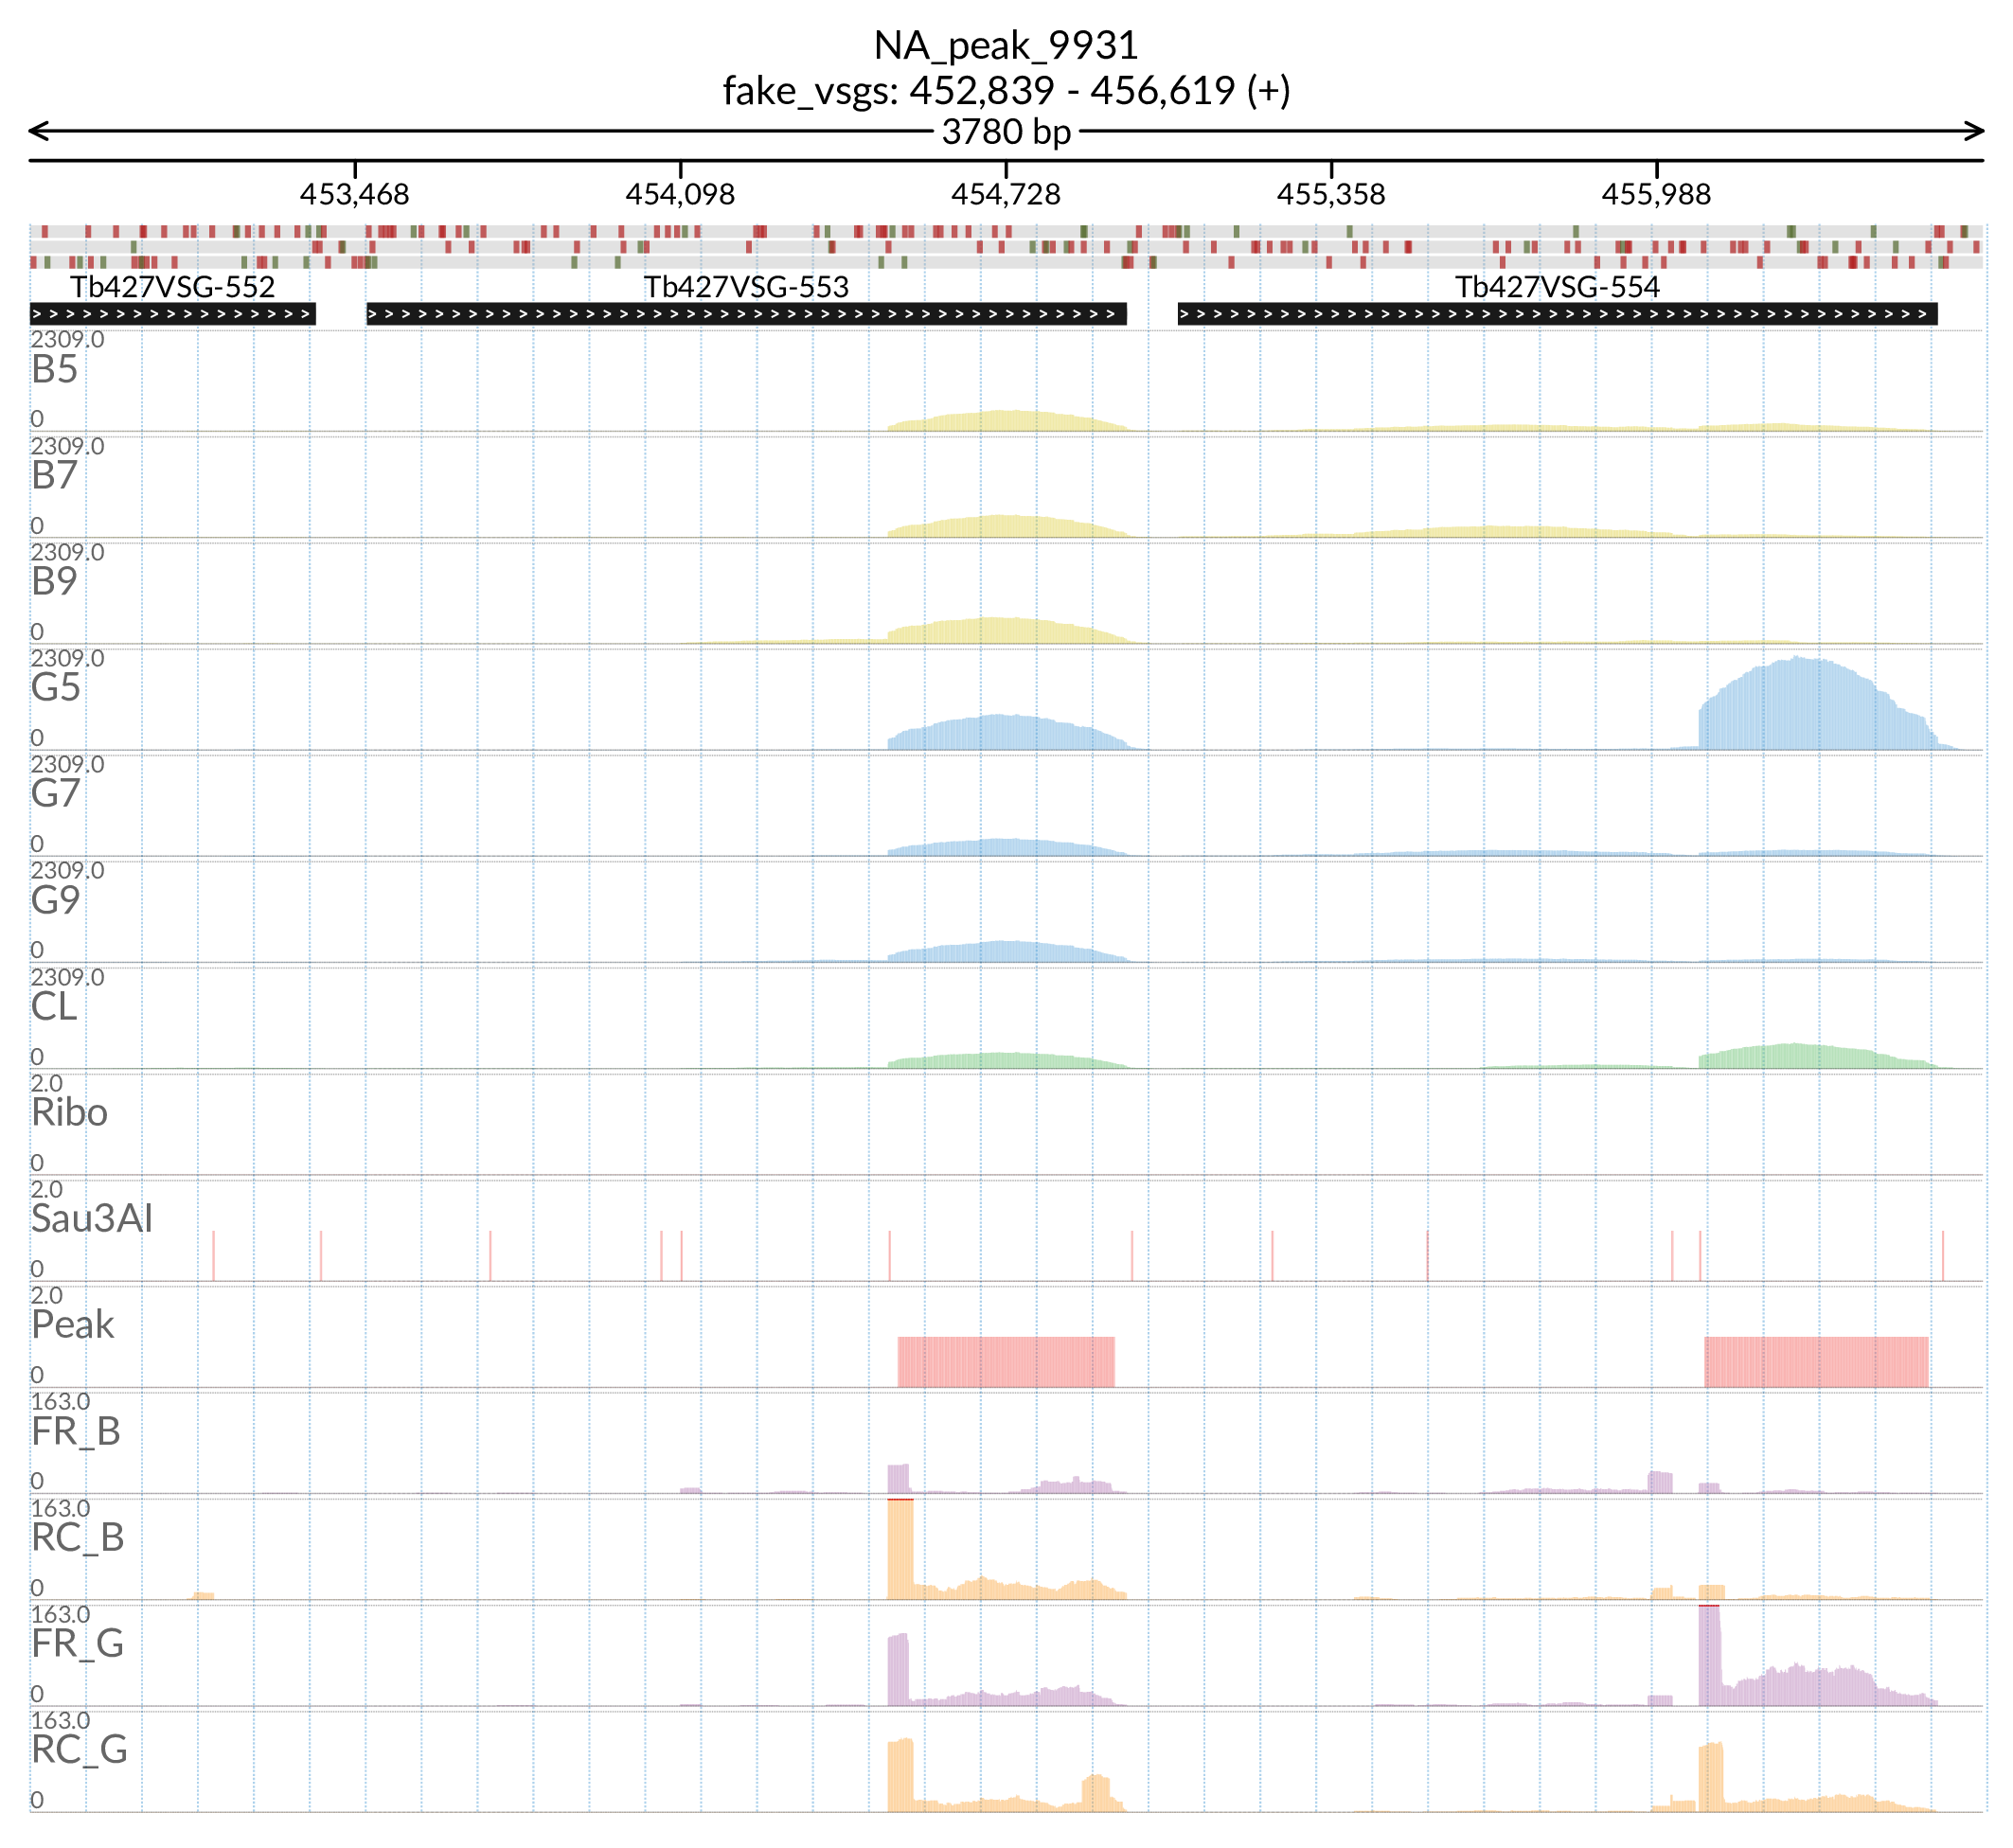 NA_peak_9931
fake_vsgs: 452,839 - 456,619 (+)
3780 bp
453,468 454,098 454,728 455,358 455,988
Tb427VSG-552 Tb427VSG-553 Tb427VSG-554
2309.0
B5
0
2309.0
B7
0
2309.0
B9
0
2309.0
G5
0
2309.0
G7
0
2309.0
G9
0
2309.0
CL
0
2.0
Ribo
0
2.0
Sau3AI
0
2.0
Peak
0
163.0
FR_B
0
163.0
RC_B
0
163.0
FR_G
0
163.0
RC_G
0